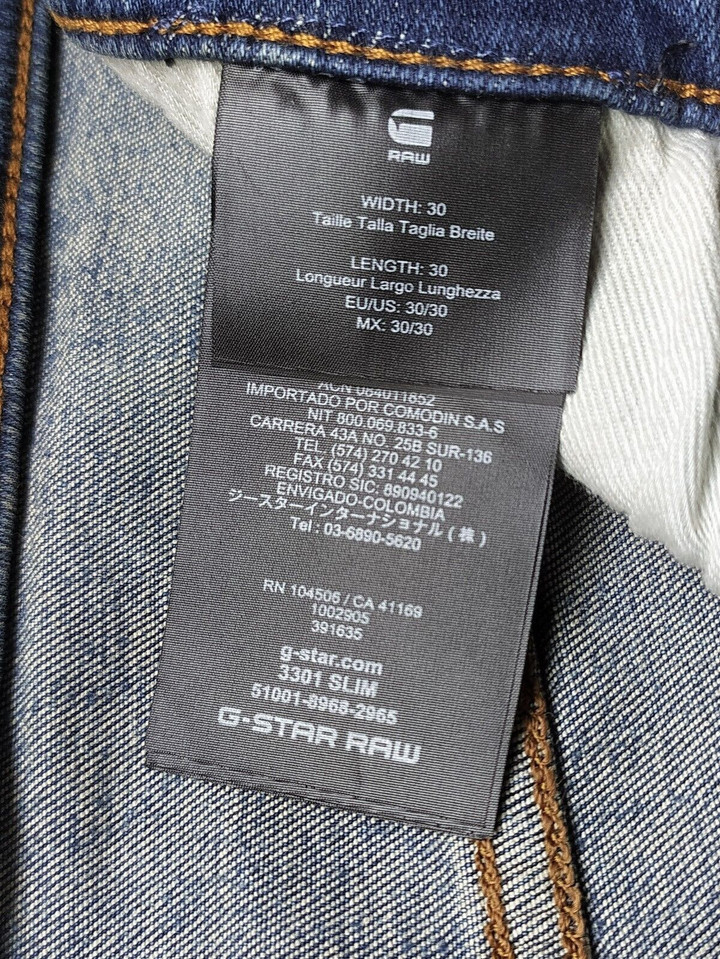 G
RAW
WIDTH: 30
Taille Talla Taglia Breite
LENGTH: 30
Longueur Largo Lunghezza
EU/US: 30/30
MX: 30/30
ACN 084011652
IMPORTADO POR COMODIN S.A.S
NIT 800.069.833-6
CARRERA 43A NO. 25B SUR-136
TEL. (574) 270 42 10
FAX (574) 331 44 45
REGISTRO SIC: 890940122
ENVIGADO-COLOMBIA
ジースターインターナショナル(株)
Tel : 03-6890-5620
RN 104506 / CA 41169
1002905
391635
g-star.com
3301 SLIM
51001-8968-2965
G-STAR RAW